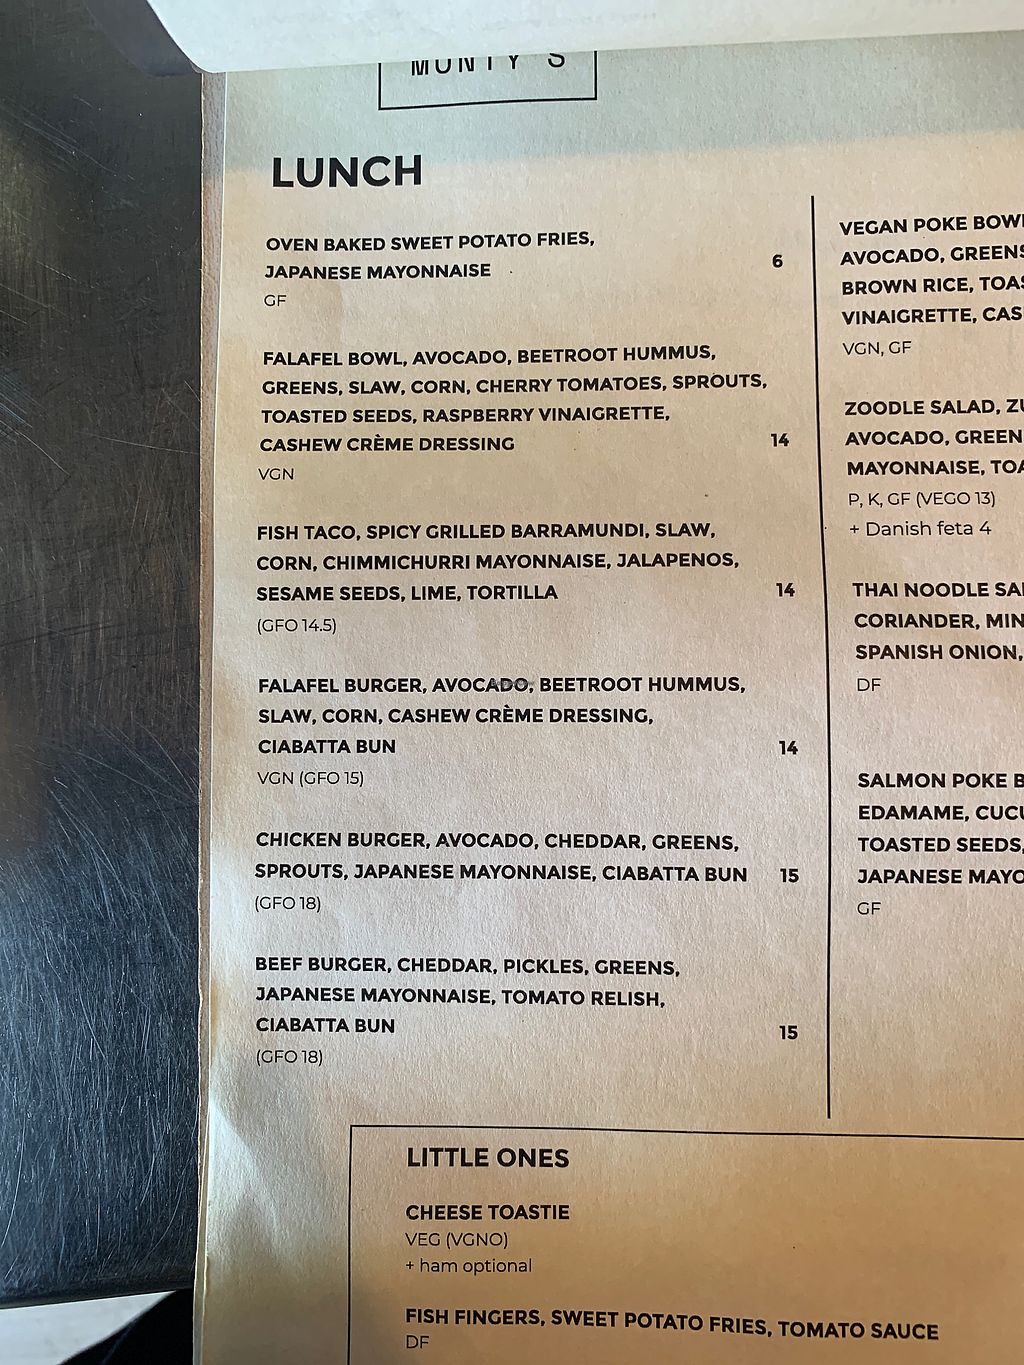 MONTY'S
LUNCH
OVEN BAKED SWEET POTATO FRIES,
JAPANESE MAYONNAISE 6
GF
FALAFEL BOWL, AVOCADO, BEETROOT HUMMUS,
GREENS, SLAW, CORN, CHERRY TOMATOES, SPROUTS,
TOASTED SEEDS, RASPBERRY VINAIGRETTE,
CASHEW CRÈME DRESSING 14
VGN
FISH TACO, SPICY GRILLED BARRAMUNDI, SLAW,
CORN, CHIMMICHURRI MAYONNAISE, JALAPENOS,
SESAME SEEDS, LIME, TORTILLA 14
(GFO 14.5)
FALAFEL BURGER, AVOCADO, BEETROOT HUMMUS,
SLAW, CORN, CASHEW CRÈME DRESSING,
CIABATTA BUN 14
VGN (GFO 15)
CHICKEN BURGER, AVOCADO, CHEDDAR, GREENS,
SPROUTS, JAPANESE MAYONNAISE, CIABATTA BUN 15
(GFO 18)
BEEF BURGER, CHEDDAR, PICKLES, GREENS,
JAPANESE MAYONNAISE, TOMATO RELISH,
CIABATTA BUN 15
(GFO 18)
VEGAN POKE
AVOCADO,
BROWN RICE,
VINAIGRETTE,
VGN, GF
ZOODLE SALAD,
AVOCADO,
MAYONNAISE,
P, K, GF (VEGO 13)
+ Danish feta 4
THAI NOODLE
CORIANDER,
SPANISH ONION,
DF
SALMON POKE
EDAMAME,
TOASTED SEEDS,
JAPANESE
GF
LITTLE ONES
CHEESE TOASTIE
VEG (VGNO)
+ ham optional
FISH FINGERS, SWEET POTATO FRIES, TOMATO SAUCE
DF